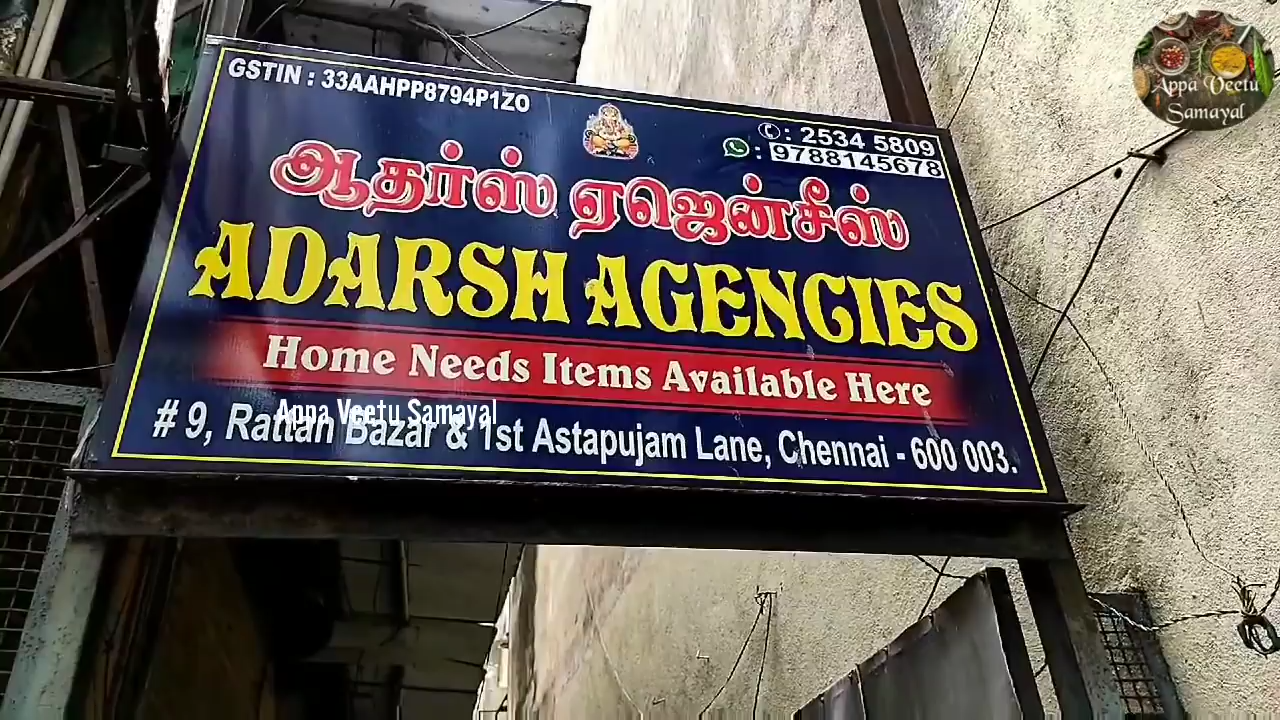 GSTIN : 33AAHPP8794P1ZO
✆: 2534 5809
: 9788145678
ஆதர்ஸ் ஏஜென்சீஸ்
ADARSH AGENCIES
Home Needs Items Available Here
# 9, Rattan Bazar & 1st Astapujam Lane, Chennai - 600 003.
Appa Veetu Samayal
Appa Veetu
Samayal